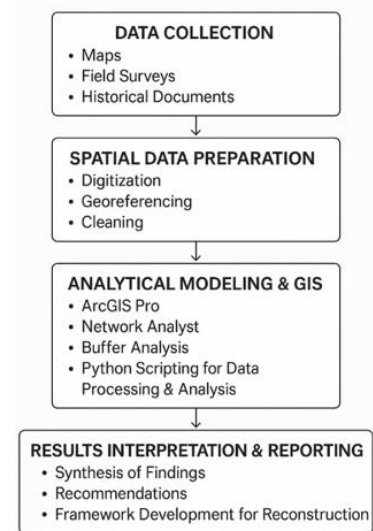 DATA COLLECTION
• Maps
• Field Surveys
• Historical Documents
SPATIAL DATA PREPARATION
• Digitization
• Georeferencing
• Cleaning
ANALYTICAL MODELING & GIS
• ArcGIS Pro
• Network Analyst
• Buffer Analysis
• Python Scripting for Data
Processing & Analysis
RESULTS INTERPRETATION & REPORTING
• Synthesis of Findings
• Recommendations
• Framework Development for Reconstruction